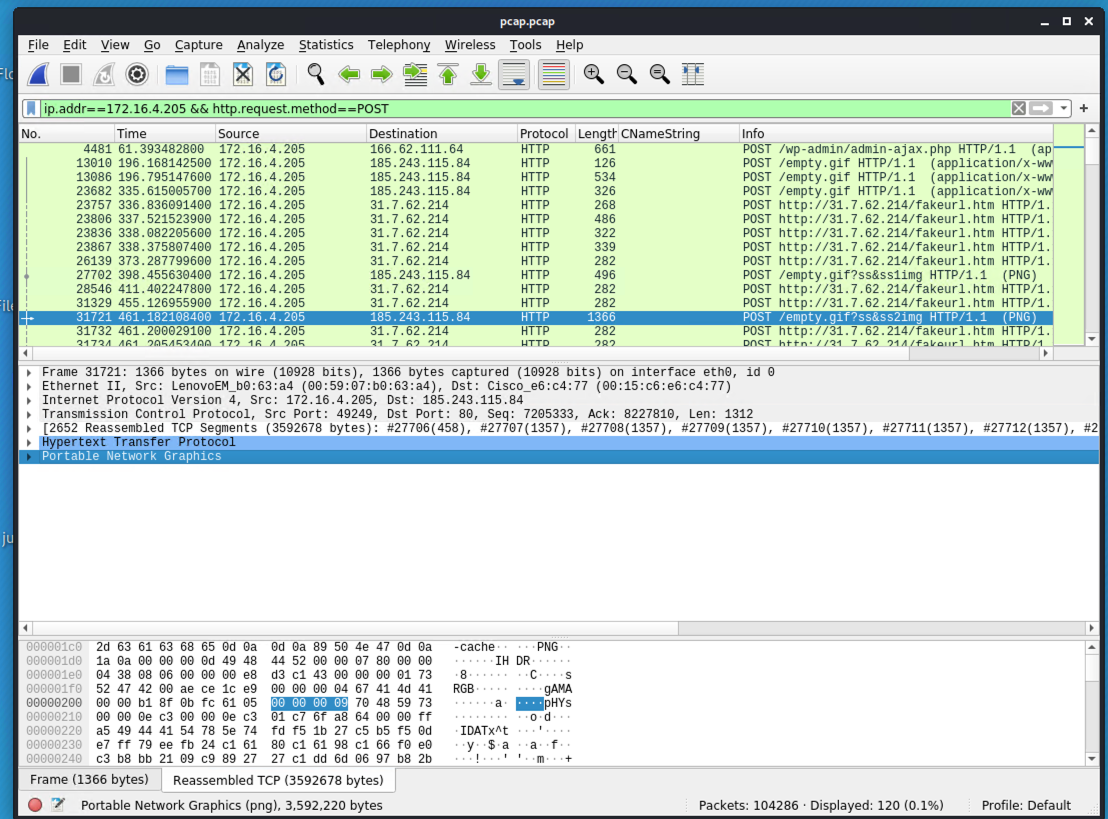 pcap.pcap
File Edit View Go Capture Analyze Statistics Telephony Wireless Tools Help
ip.addr==172.16.4.205 && http.request.method==POST
No. Time Source Destination Protocol Length CNameString Info
4481 61.393482800 172.16.4.205 166.62.111.64 HTTP 661 POST /wp-admin/admin-ajax.php HTTP/1.1 (ap
13010 196.168142500 172.16.4.205 185.243.115.84 HTTP 126 POST /empty.gif HTTP/1.1 (application/x-ww
13086 196.795147600 172.16.4.205 185.243.115.84 HTTP 534 POST /empty.gif HTTP/1.1 (application/x-ww
23682 335.615005700 172.16.4.205 185.243.115.84 HTTP 326 POST /empty.gif HTTP/1.1 (application/x-ww
23757 336.836091400 172.16.4.205 31.7.62.214 HTTP 268 POST http://31.7.62.214/fakeurl.htm HTTP/1.
23806 337.521523900 172.16.4.205 31.7.62.214 HTTP 486 POST http://31.7.62.214/fakeurl.htm HTTP/1.
23836 338.082205600 172.16.4.205 31.7.62.214 HTTP 322 POST http://31.7.62.214/fakeurl.htm HTTP/1.
23867 338.375807400 172.16.4.205 31.7.62.214 HTTP 339 POST http://31.7.62.214/fakeurl.htm HTTP/1.
26139 373.287799600 172.16.4.205 31.7.62.214 HTTP 282 POST http://31.7.62.214/fakeurl.htm HTTP/1.
27702 398.455630400 172.16.4.205 185.243.115.84 HTTP 496 POST /empty.gif?ss&ss1img HTTP/1.1 (PNG)
28546 411.402247800 172.16.4.205 31.7.62.214 HTTP 282 POST http://31.7.62.214/fakeurl.htm HTTP/1.
31329 455.126955900 172.16.4.205 31.7.62.214 HTTP 282 POST http://31.7.62.214/fakeurl.htm HTTP/1.
31721 461.182108400 172.16.4.205 185.243.115.84 HTTP 1366 POST /empty.gif?ss&ss2img HTTP/1.1 (PNG)
31732 461.200029100 172.16.4.205 31.7.62.214 HTTP 282 POST http://31.7.62.214/fakeurl.htm HTTP/1.
31734 461.205453400 172.16.4.205 31.7.62.214 HTTP 282 POST http://31.7.62.214/fakeurl.htm HTTP/1.
Frame 31721: 1366 bytes on wire (10928 bits), 1366 bytes captured (10928 bits) on interface eth0, id 0
Ethernet II, Src: LenovoEM_b0:63:a4 (00:59:07:b0:63:a4), Dst: Cisco_e6:c4:77 (00:15:c6:e6:c4:77)
Internet Protocol Version 4, Src: 172.16.4.205, Dst: 185.243.115.84
Transmission Control Protocol, Src Port: 49249, Dst Port: 80, Seq: 7205333, Ack: 8227810, Len: 1312
[2652 Reassembled TCP Segments (3592678 bytes): #27706(458), #27707(1357), #27708(1357), #27709(1357), #27710(1357), #27711(1357), #27712(1357), #2
Hypertext Transfer Protocol
Portable Network Graphics
000001c0 2d 63 61 63 68 65 0d 0a 0d 0a 89 50 4e 47 0d 0a -cache·· ···PNG··
000001d0 1a 0a 00 00 00 0d 49 48 44 52 00 00 07 80 00 00 ······IH DR······
000001e0 04 38 08 06 00 00 00 e8 d3 c1 43 00 00 00 01 73 ·8······ ··C····s
000001f0 52 47 42 00 ae ce 1c e9 00 00 00 04 67 41 4d 41 RGB····· ····gAMA
00000200 00 00 b1 8f 0b fc 61 05 00 00 00 09 70 48 59 73 ······a· ····pHYs
00000210 00 00 0e c3 00 00 0e c3 01 c7 6f a8 64 00 00 ff ········ ··o·d···
00000220 a5 49 44 41 54 78 5e 74 fd f5 1b 27 c5 b5 f5 0d ·IDATx^t ···'····
00000230 e7 ff 79 ee fb 24 c1 61 80 c1 61 98 c1 66 f0 e0 ··y··$·a ··a··f··
00000240 c3 b8 bb 21 09 c9 89 27 27 c1 dd 6d 06 97 b8 2b ···!···' '··m···+
Frame (1366 bytes) Reassembled TCP (3592678 bytes)
Portable Network Graphics (png), 3,592,220 bytes Packets: 104286 · Displayed: 120 (0.1%) Profile: Default